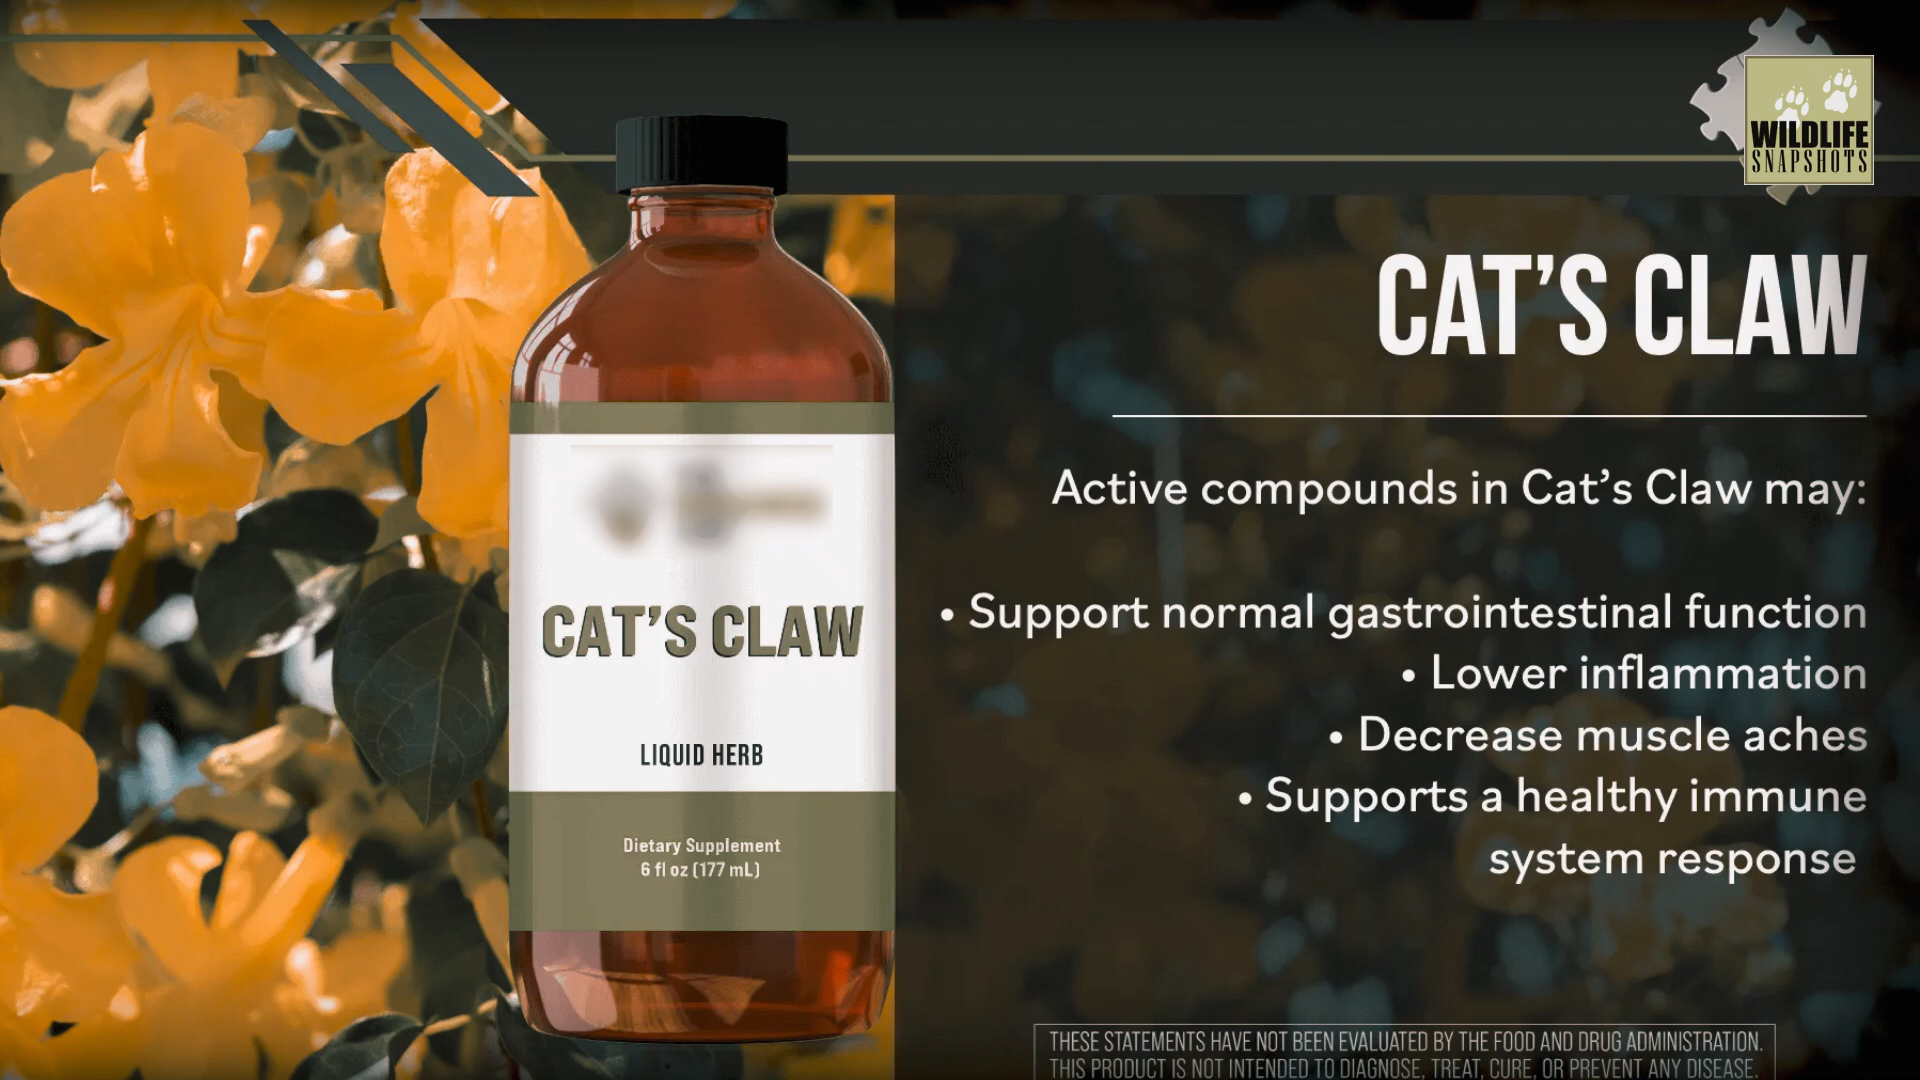 WILDLIFE
SNAPSHOTS
CAT’S CLAW
Active compounds in Cat’s Claw may:
• Support normal gastrointestinal function
• Lower inflammation
• Decrease muscle aches
• Supports a healthy immune
system response
CAT’S CLAW
LIQUID HERB
Dietary Supplement
6 fl oz (177 mL)
THESE STATEMENTS HAVE NOT BEEN EVALUATED BY THE FOOD AND DRUG ADMINISTRATION.
THIS PRODUCT IS NOT INTENDED TO DIAGNOSE, TREAT, CURE, OR PREVENT ANY DISEASE.